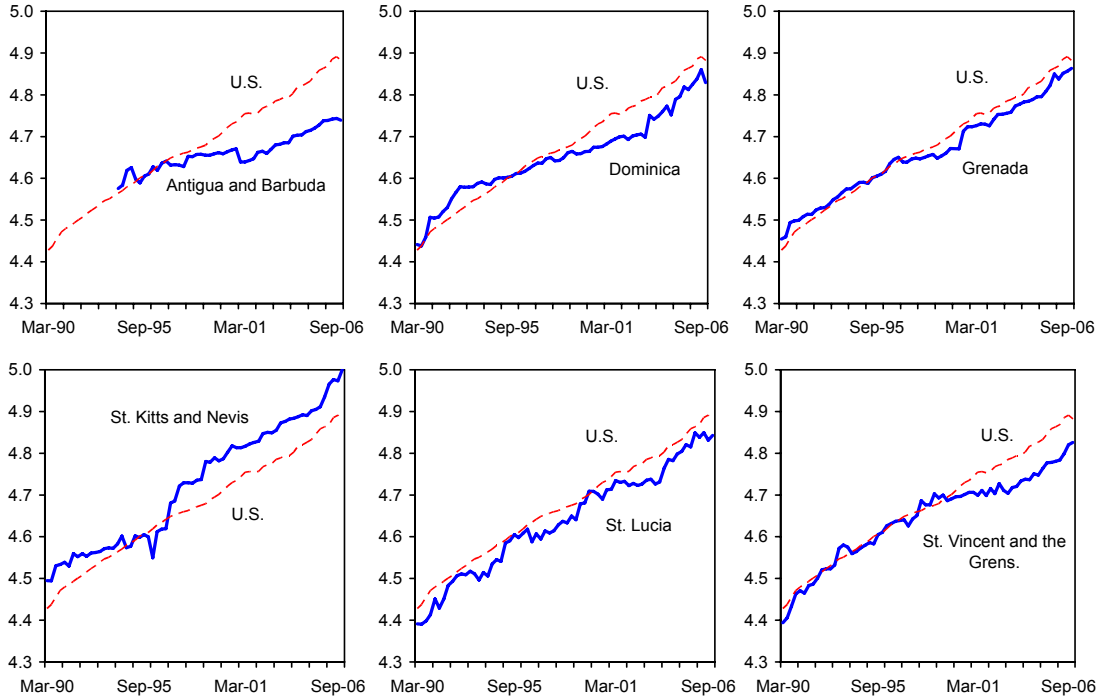 5.0
4.9
4.8
4.7
4.6
4.5
4.4
4.3
U.S.
Antigua and Barbuda
Mar-90 Sep-95 Mar-01 Sep-06
5.0
4.9
4.8
4.7
4.6
4.5
4.4
4.3
U.S.
Dominica
Mar-90 Sep-95 Mar-01 Sep-06
5.0
4.9
4.8
4.7
4.6
4.5
4.4
4.3
U.S.
Grenada
Mar-90 Sep-95 Mar-01 Sep-06
5.0
4.9
4.8
4.7
4.6
4.5
4.4
4.3
St. Kitts and Nevis
U.S.
Mar-90 Sep-95 Mar-01 Sep-06
5.0
4.9
4.8
4.7
4.6
4.5
4.4
4.3
U.S.
St. Lucia
Mar-90 Sep-95 Mar-01 Sep-06
5.0
4.9
4.8
4.7
4.6
4.5
4.4
4.3
U.S.
St. Vincent and the
Grens.
Mar-90 Sep-95 Mar-01 Sep-06